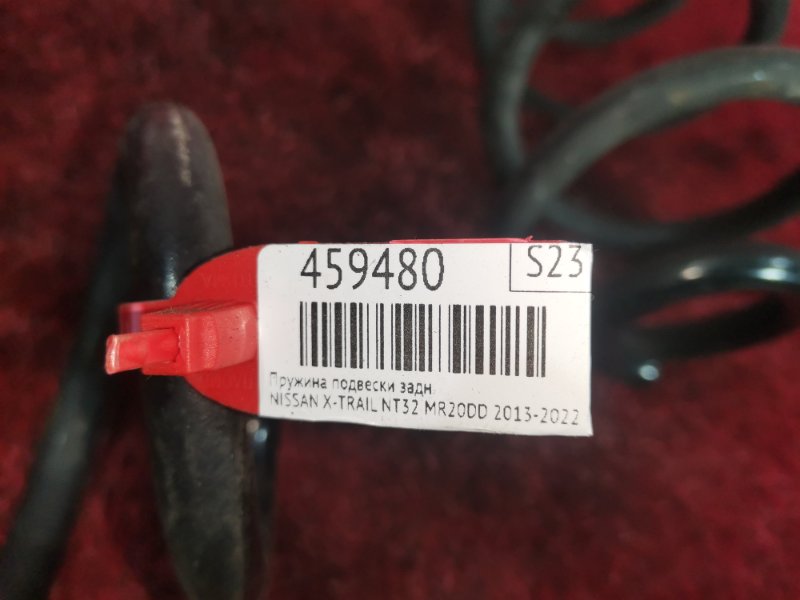 459480
S23
Пружина подвески задн.
NISSAN X-TRAIL NT32 MR20DD 2013-2022